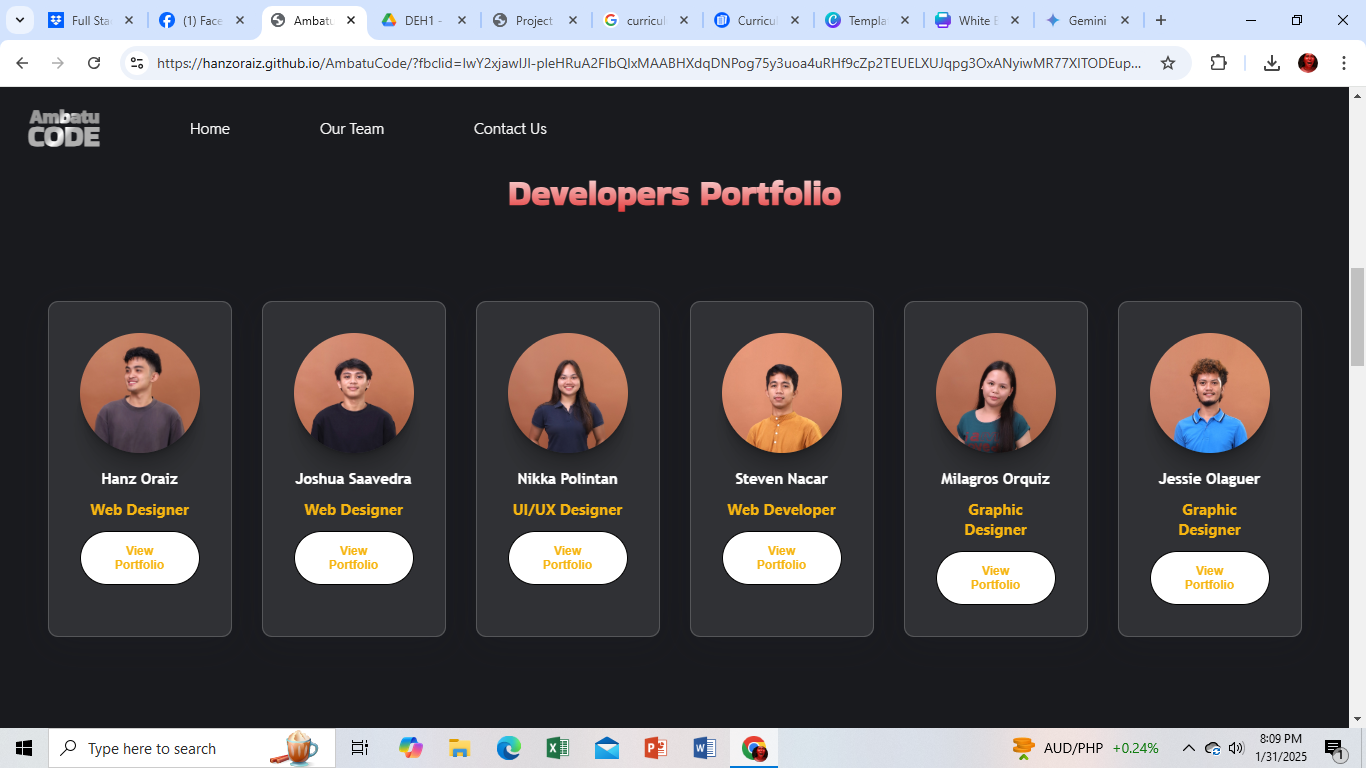 Full Sta
(1) Face
Ambatu
DEH1 -
Project
curricul
Curricul
Templa
White B
Gemini
https://hanzoraiz.github.io/AmbatuCode/?fbclid=
Ambatu
CODE
Home
Our Team
Contact Us
Developers Portfolio
Hanz Oraiz
Web Designer
View
Portfolio
Joshua Saavedra
Web Designer
View
Portfolio
Nikka Polintan
UI/UX Designer
View
Portfolio
Steven Nacar
Web Developer
View
Portfolio
Milagros Orquiz
Graphic
Designer
View
Portfolio
Jessie Olaguer
Graphic
Designer
View
Portfolio
Type here to search
AUD/PHP +0.24%
8:09 PM
1/31/2025
1